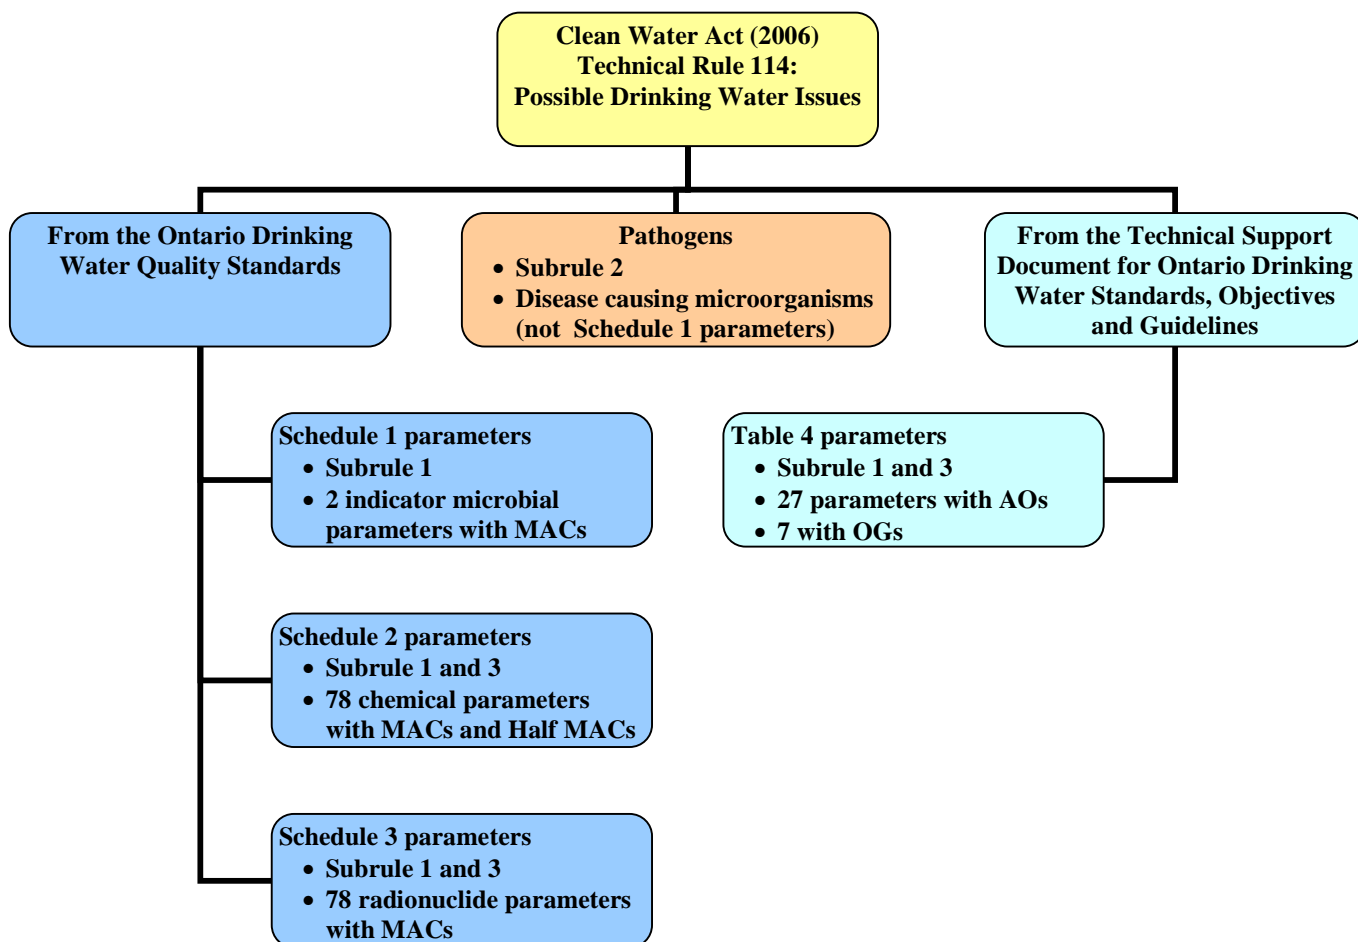 Clean Water Act (2006)
Technical Rule 114:
Possible Drinking Water Issues
From the Ontario Drinking
Water Quality Standards
Pathogens
• Subrule 2
• Disease causing microorganisms
(not Schedule 1 parameters)
From the Technical Support
Document for Ontario Drinking
Water Standards, Objectives
and Guidelines
Schedule 1 parameters
• Subrule 1
• 2 indicator microbial
parameters with MACs
Table 4 parameters
• Subrule 1 and 3
• 27 parameters with AOs
• 7 with OGs
Schedule 2 parameters
• Subrule 1 and 3
• 78 chemical parameters
with MACs and Half MACs
Schedule 3 parameters
• Subrule 1 and 3
• 78 radionuclide parameters
with MACs